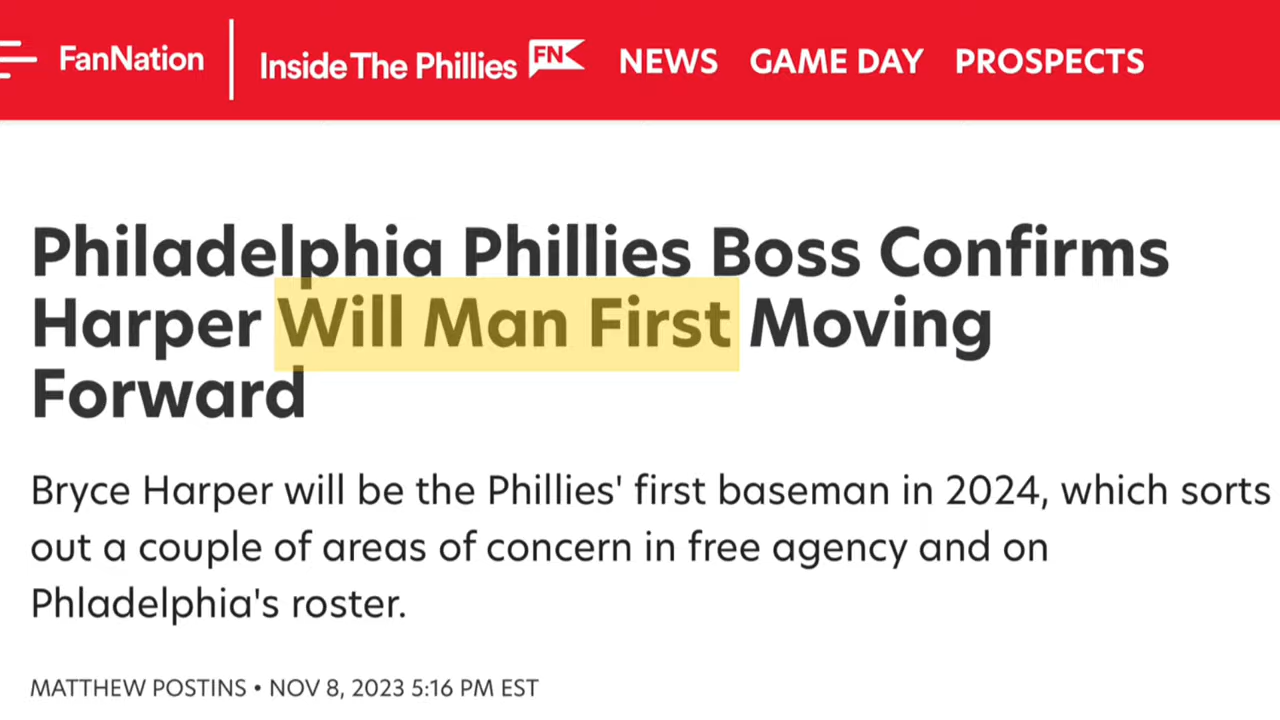 FanNation Inside The Phillies FN NEWS GAME DAY PROSPECTS
Philadelphia Phillies Boss Confirms
Harper Will Man First Moving
Forward
Bryce Harper will be the Phillies' first baseman in 2024, which sorts
out a couple of areas of concern in free agency and on
Phladelphia's roster.
MATTHEW POSTINS • NOV 8, 2023 5:16 PM EST